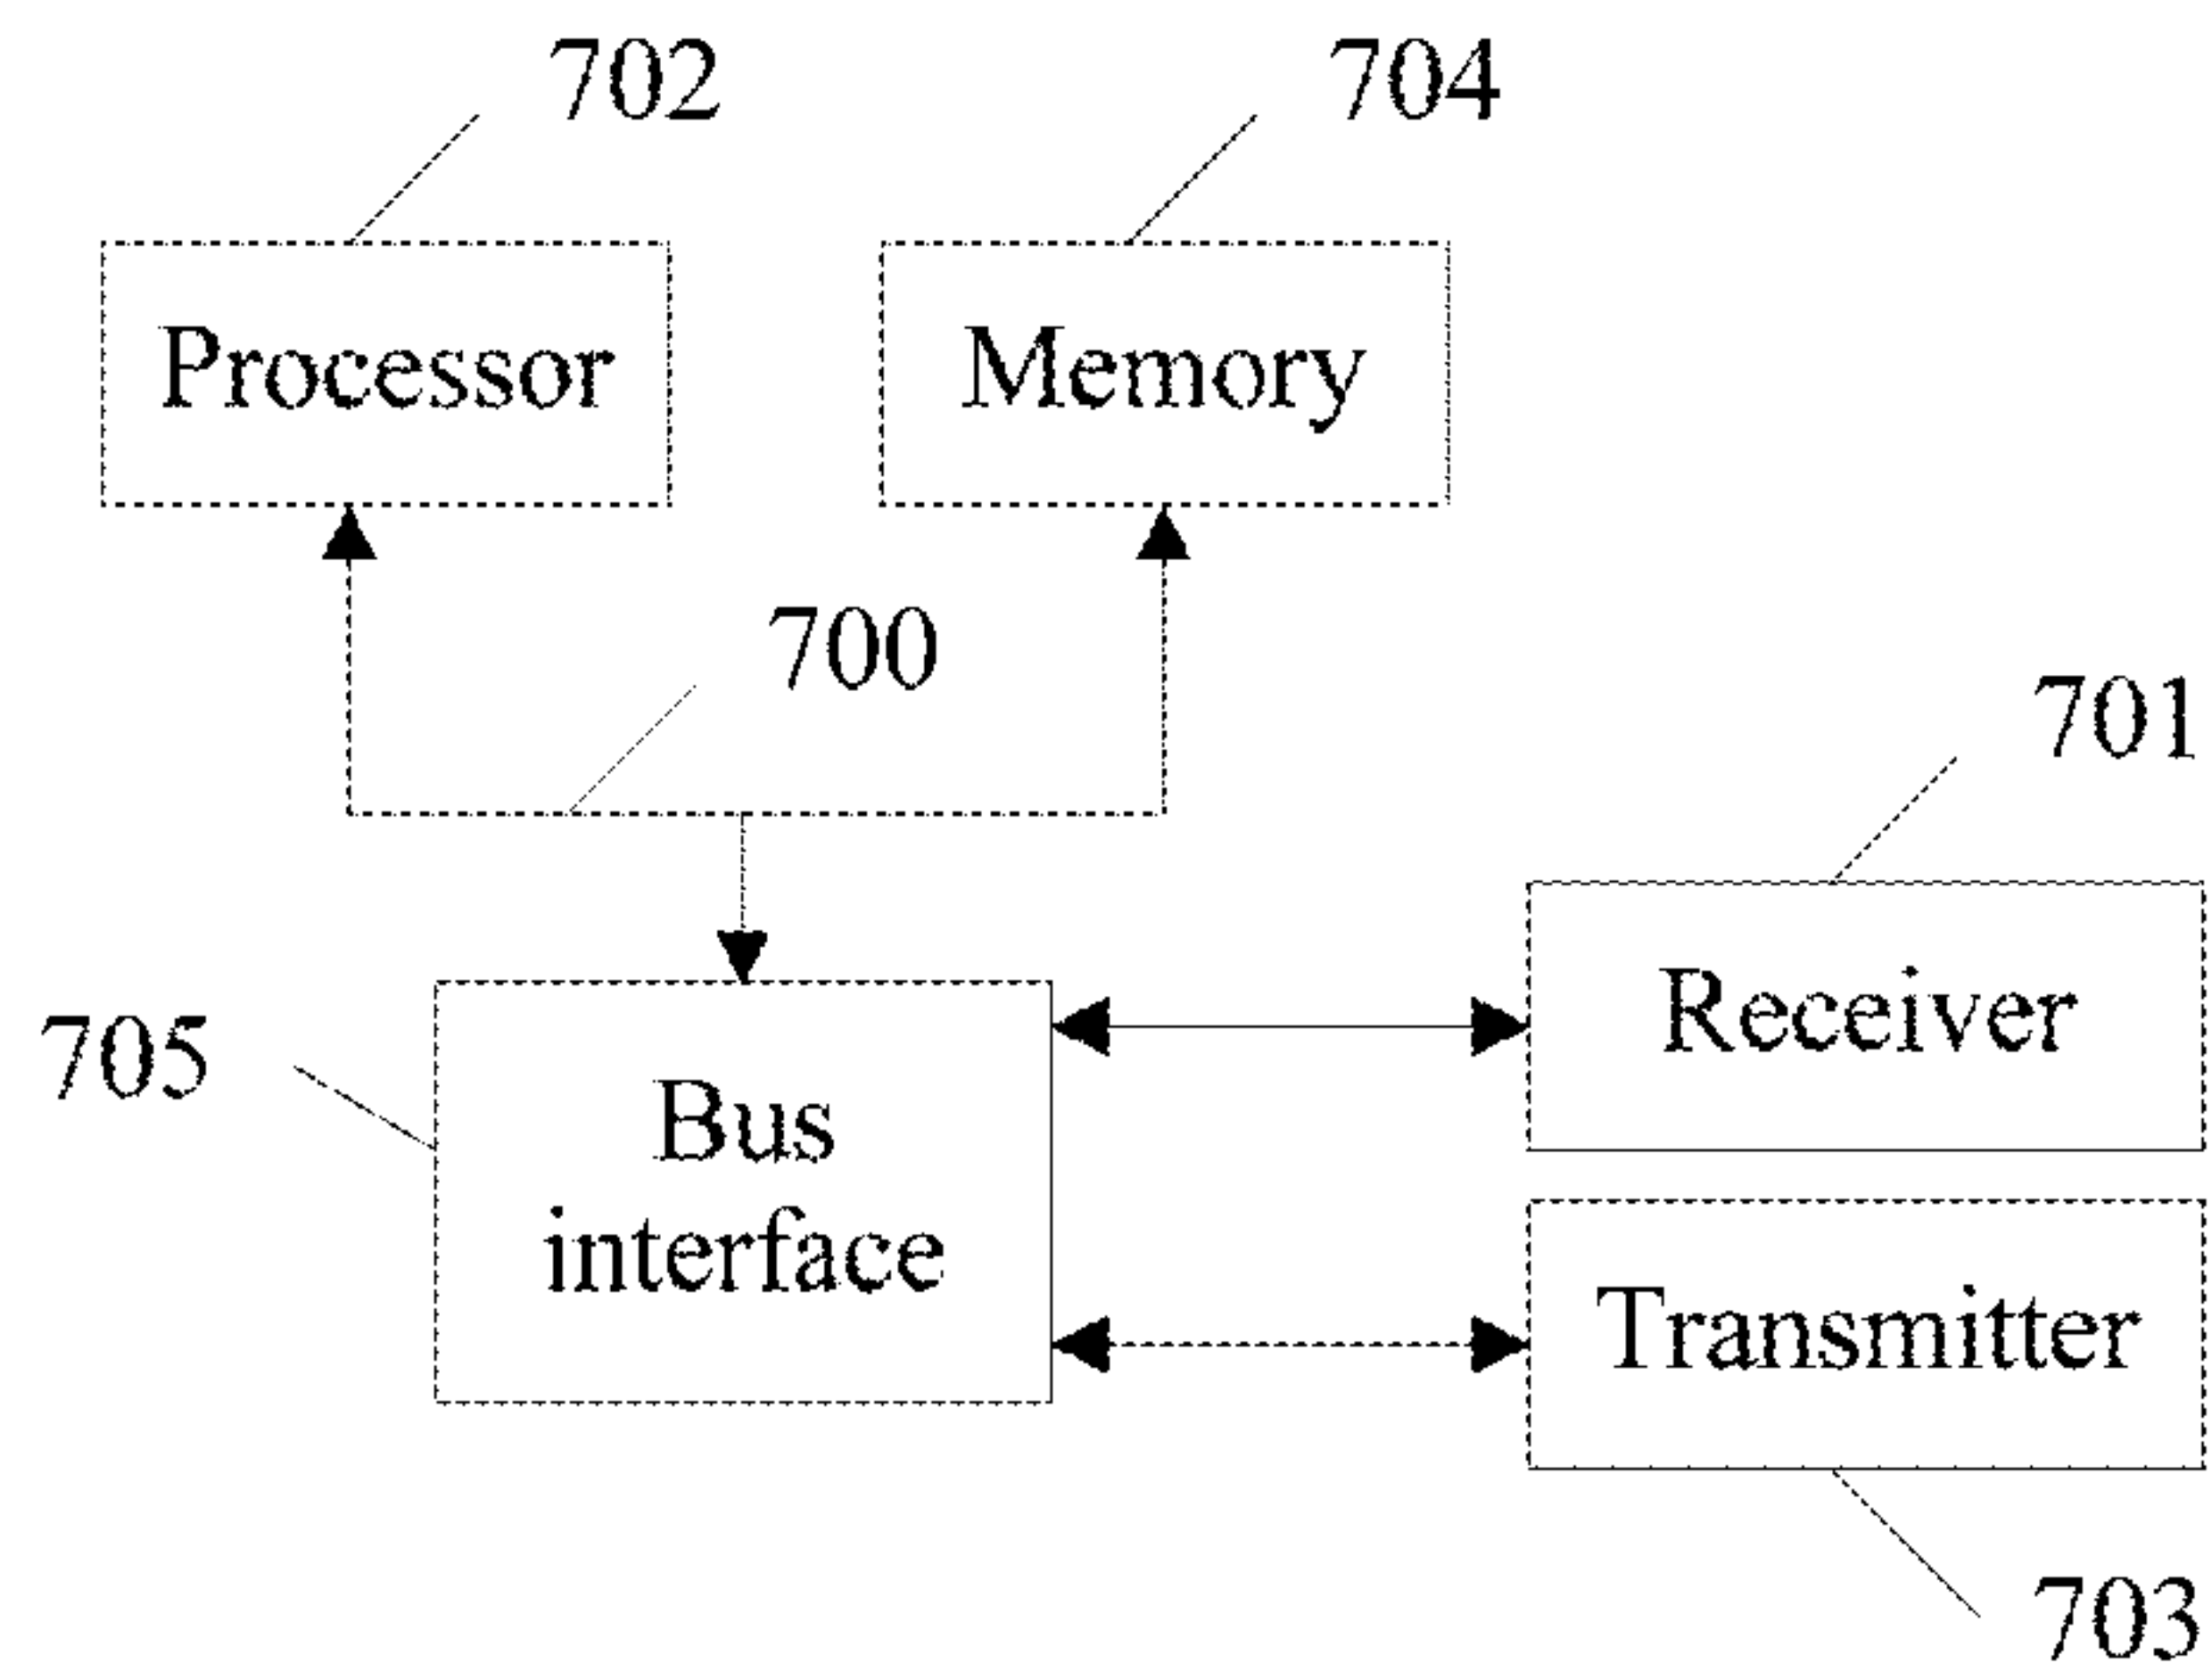 702
704
Processor
Memory
700
701
Receiver
705
Bus
interface
Transmitter
703